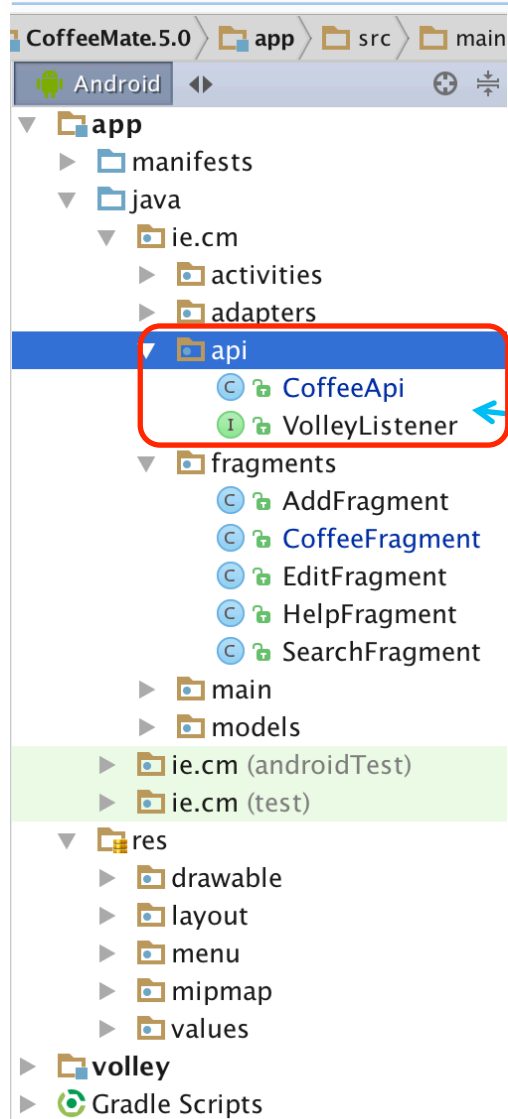 CoffeeMate.5.0 app src main
Android
app
manifests
java
ie.cm
activities
adapters
api
C CoffeeApi
I VolleyListener
fragments
C AddFragment
C CoffeeFragment
C EditFragment
C HelpFragment
C SearchFragment
main
models
ie.cm (androidTest)
ie.cm (test)
res
drawable
layout
menu
mipmap
values
volley
Gradle Scripts